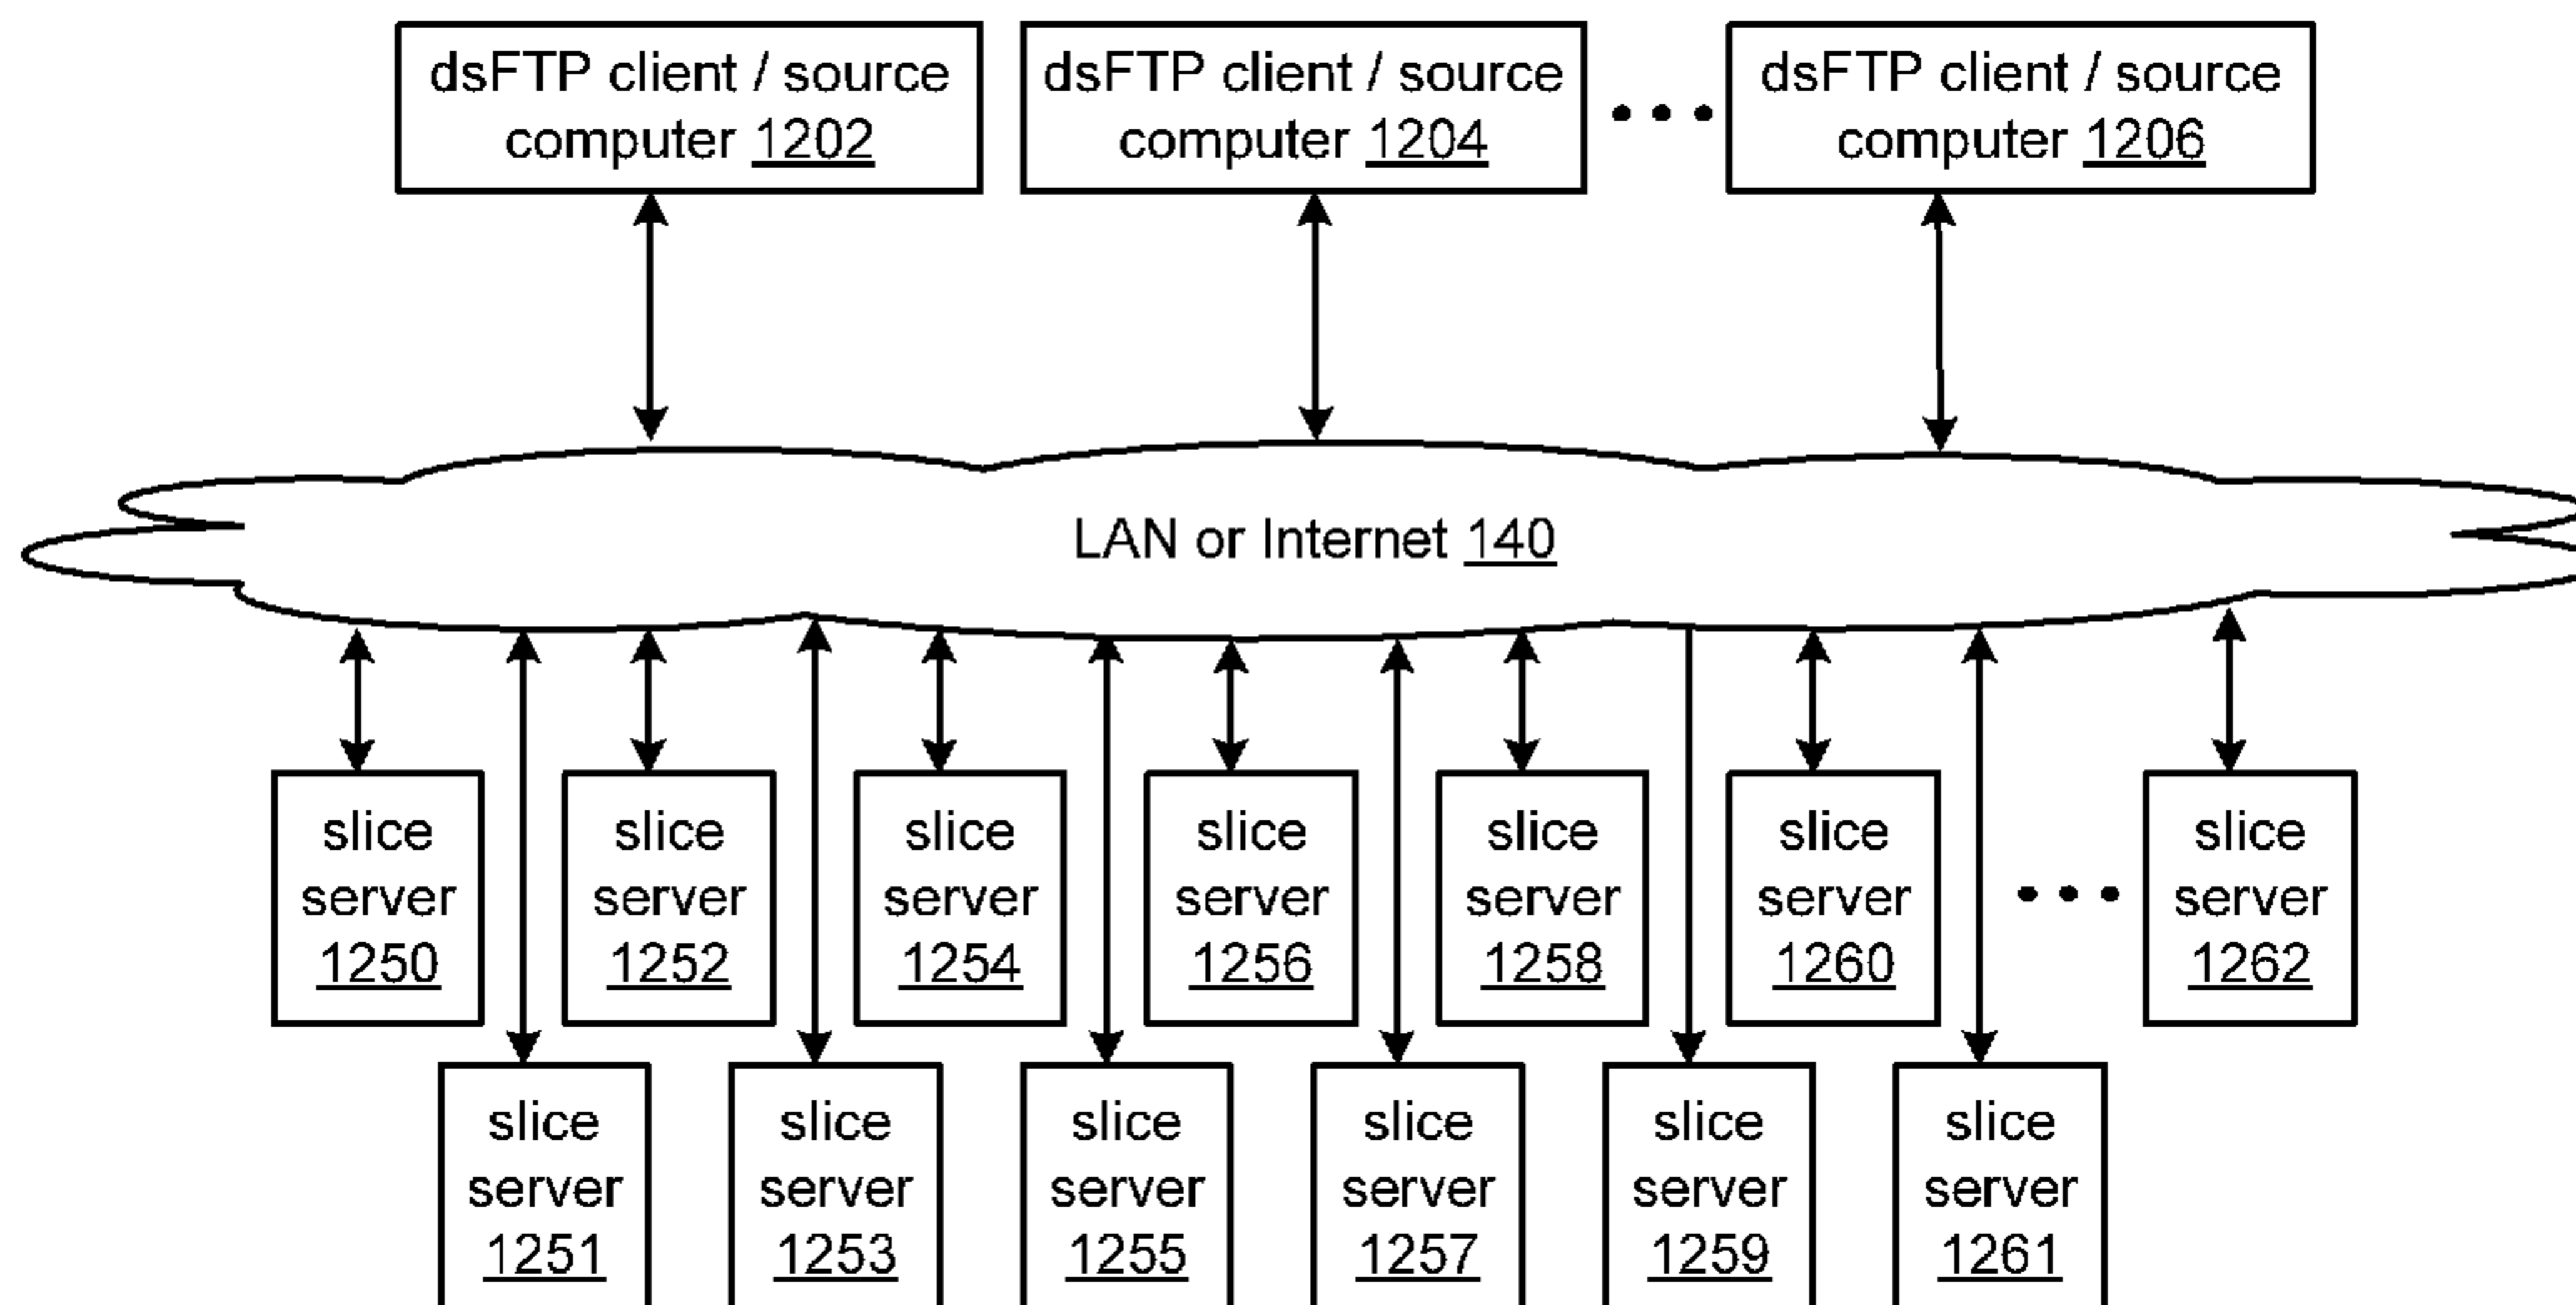 dsFTP client / source
computer 1202
dsFTP client / source
computer 1204
dsFTP client / source
computer 1206
LAN or Internet 140
slice
server
1250
slice
server
1252
slice
server
1254
slice
server
1256
slice
server
1258
slice
server
1260
slice
server
1262
slice
server
1251
slice
server
1253
slice
server
1255
slice
server
1257
slice
server
1259
slice
server
1261